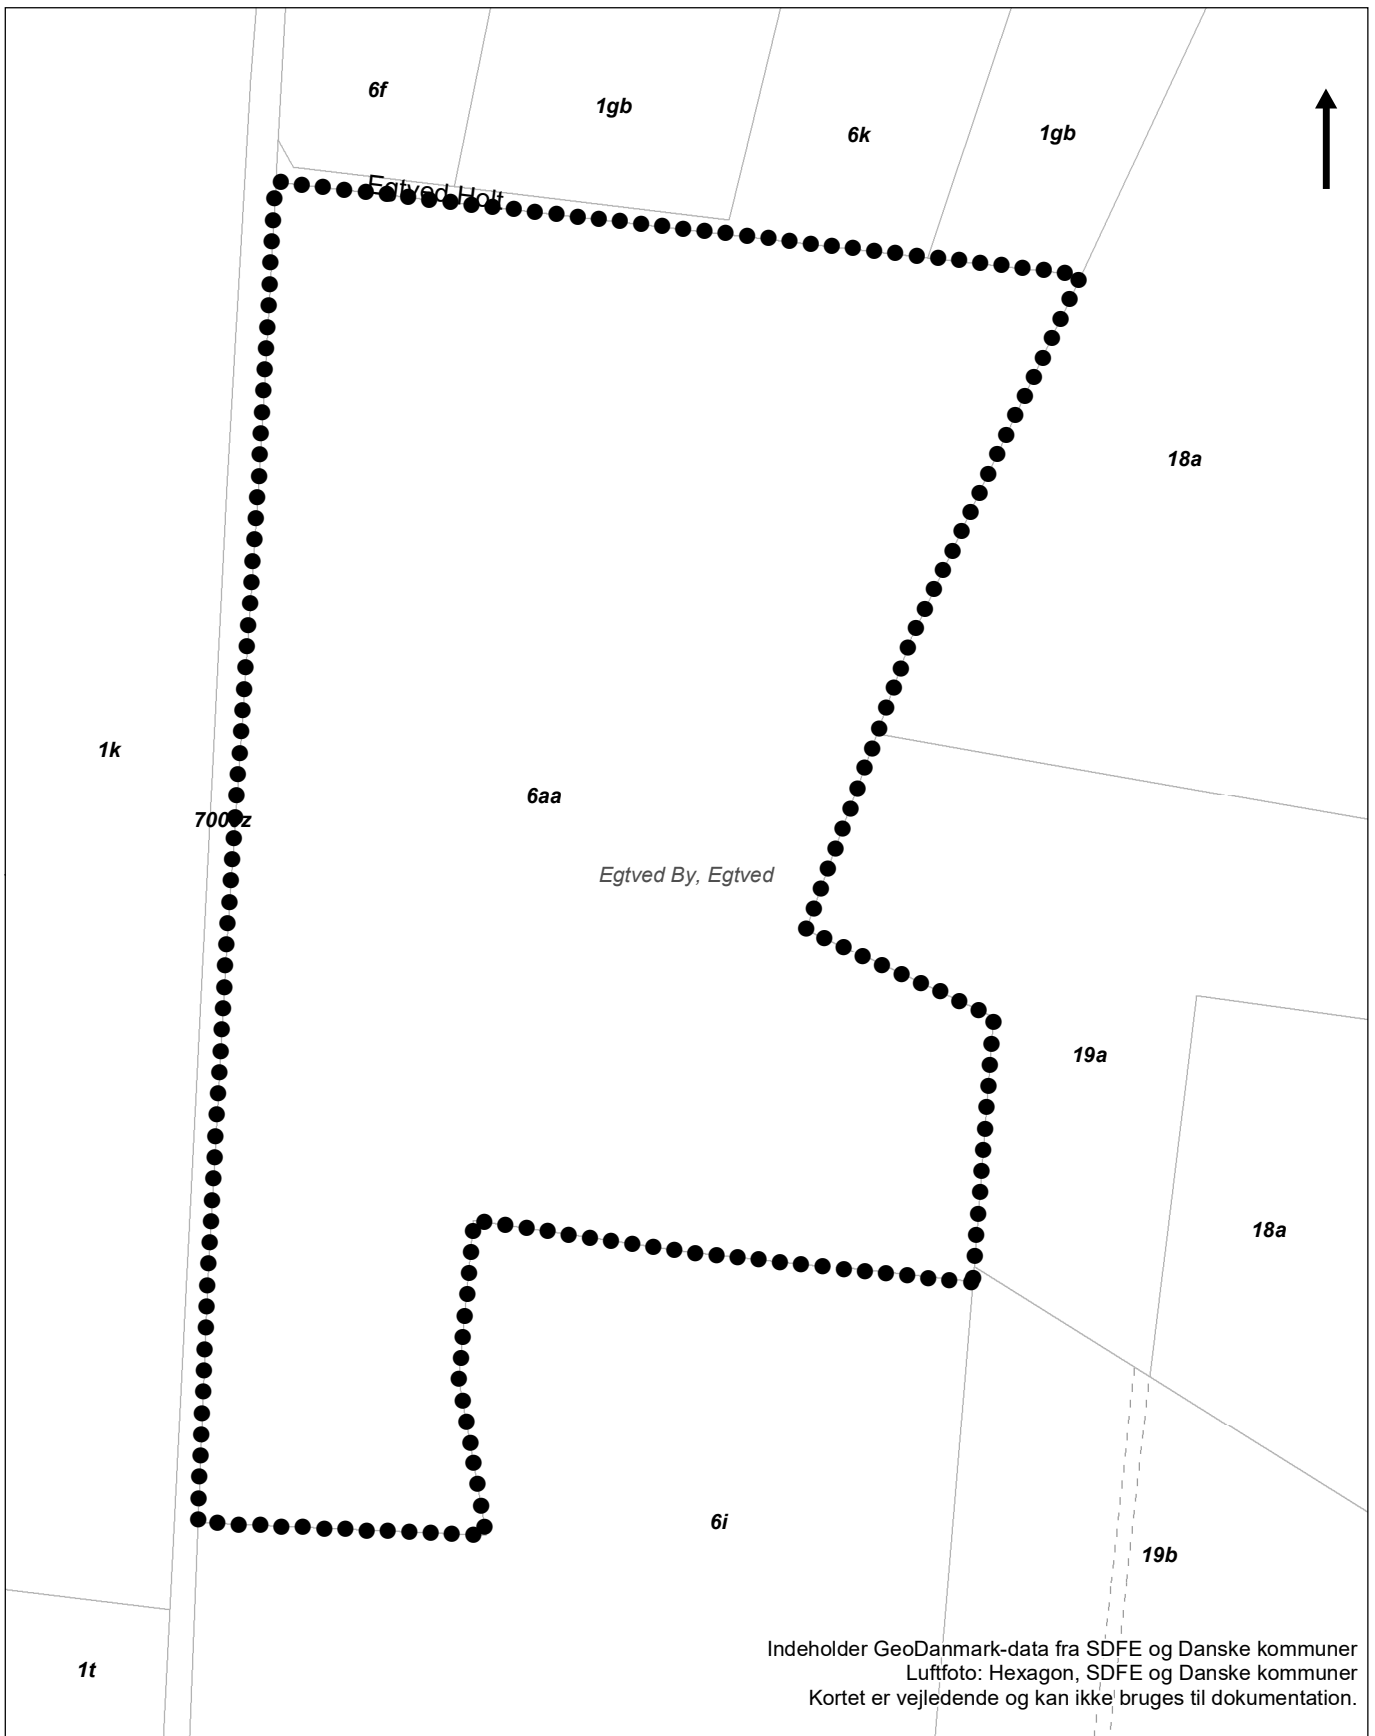 6f
1gb
6k
1gb
Egtved Holt
18a
1k
6aa
Egtved By, Egtved
19a
18a
6i
19b
Indeholder GeoDanmark-data fra SDFE og Danske kommuner
Luftfoto: Hexagon, SDFE og Danske kommuner
1t
Kortet er vejledende og kan ikke bruges til dokumentation.